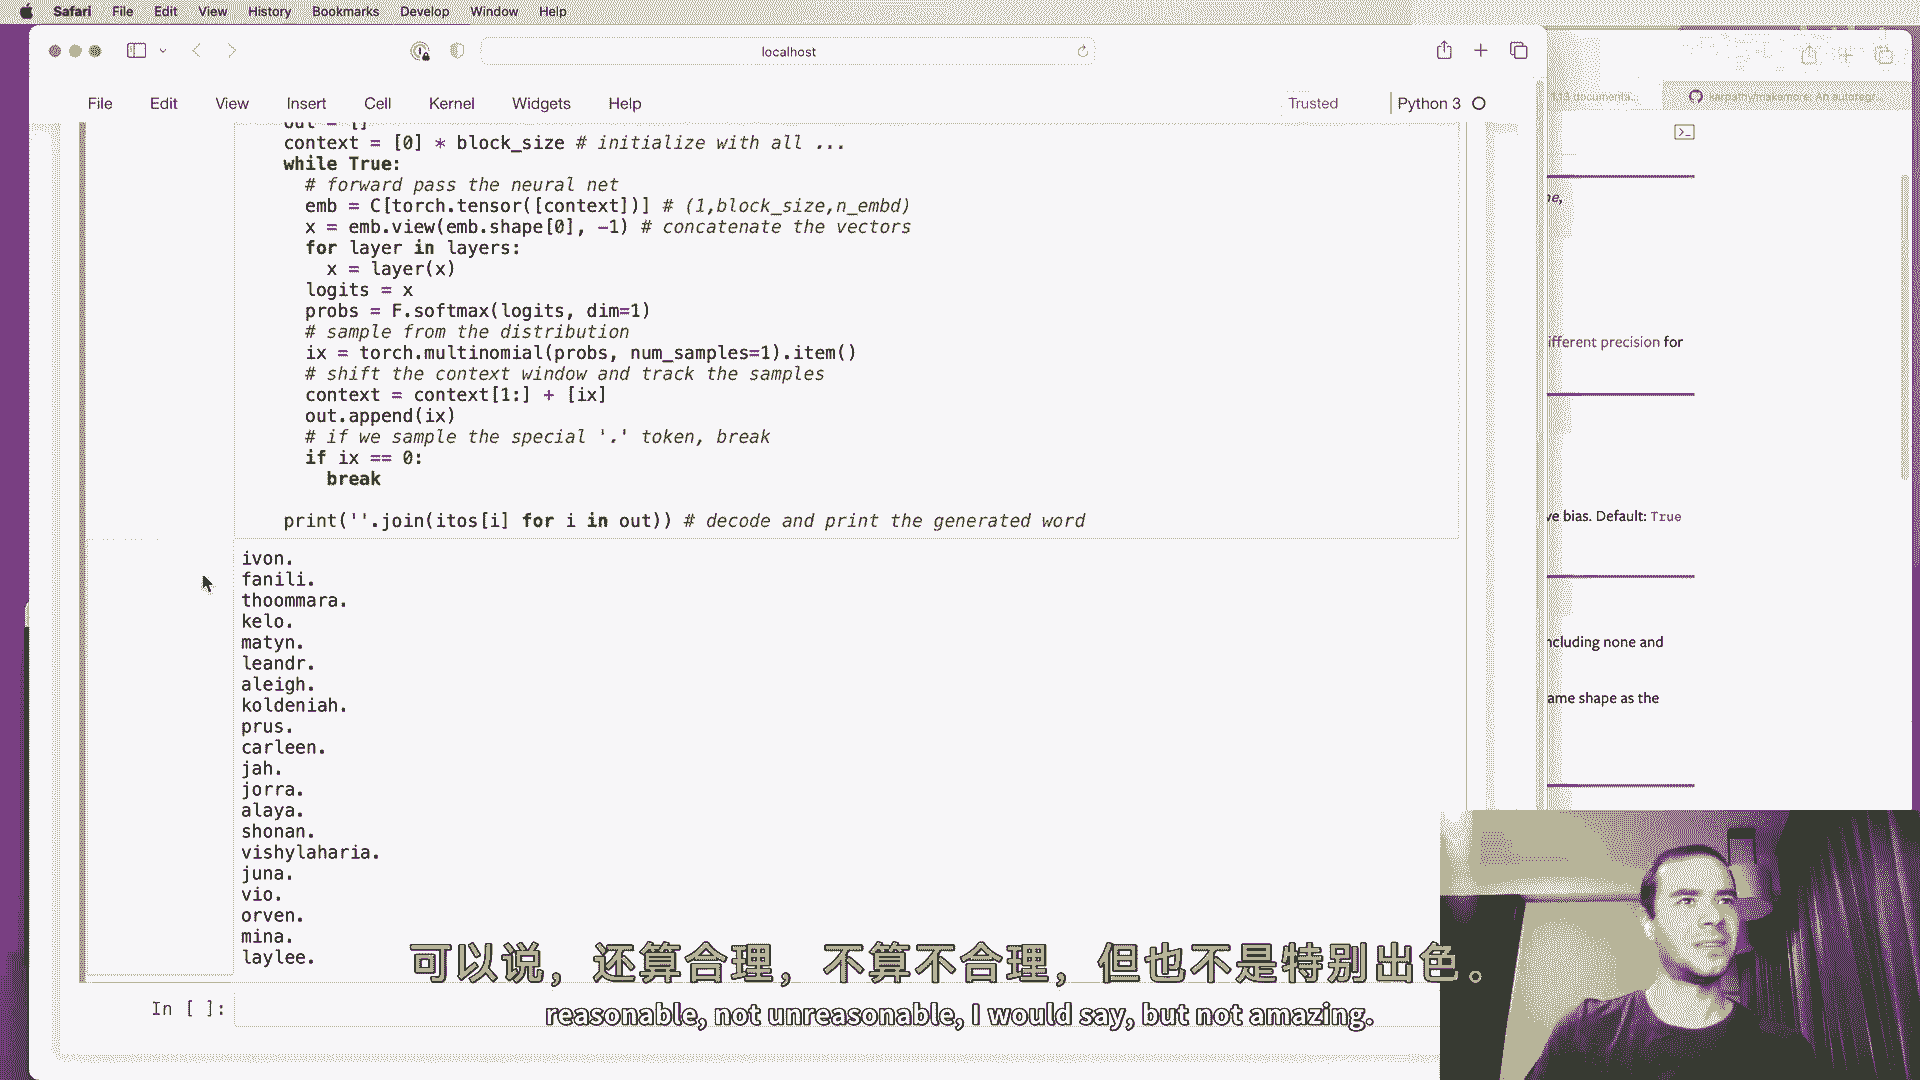 Safari File Edit View History Bookmarks Develop Window Help
localhost
File Edit View Insert Cell Kernel Widgets Help
Trusted Python 3
karpathy/makemore: An autoregr...
out = []
context = [0] * block_size # initialize with all ...
while True:
# forward pass the neural net
emb = C[torch.tensor([context])] # (1,block_size,n_embd)
x = emb.view(emb.shape[0], -1) # concatenate the vectors
for layer in layers:
x = layer(x)
logits = x
probs = F.softmax(logits, dim=1)
# sample from the distribution
ix = torch.multinomial(probs, num_samples=1).item()
# shift the context window and track the samples
context = context[1:] + [ix]
out.append(ix)
# if we sample the special '.' token, break
if ix == 0:
break
print(''.join(itos[i] for i in out)) # decode and print the generated word
ivon.
fanili.
thoommara.
kelo.
matyn.
leandr.
aleigh.
koldeniah.
prus.
carleen.
jah.
jorra.
alaya.
shonan.
vishylaharia.
juna.
vio.
orven.
mina.
laylee.
In [ ]:
ifferent precision for
ve bias. Default: True
ncluding none and
ame shape as the
可以说，还算合理，不算不合理，但也不是特别出色。
reasonable, not unreasonable, I would say, but not amazing.